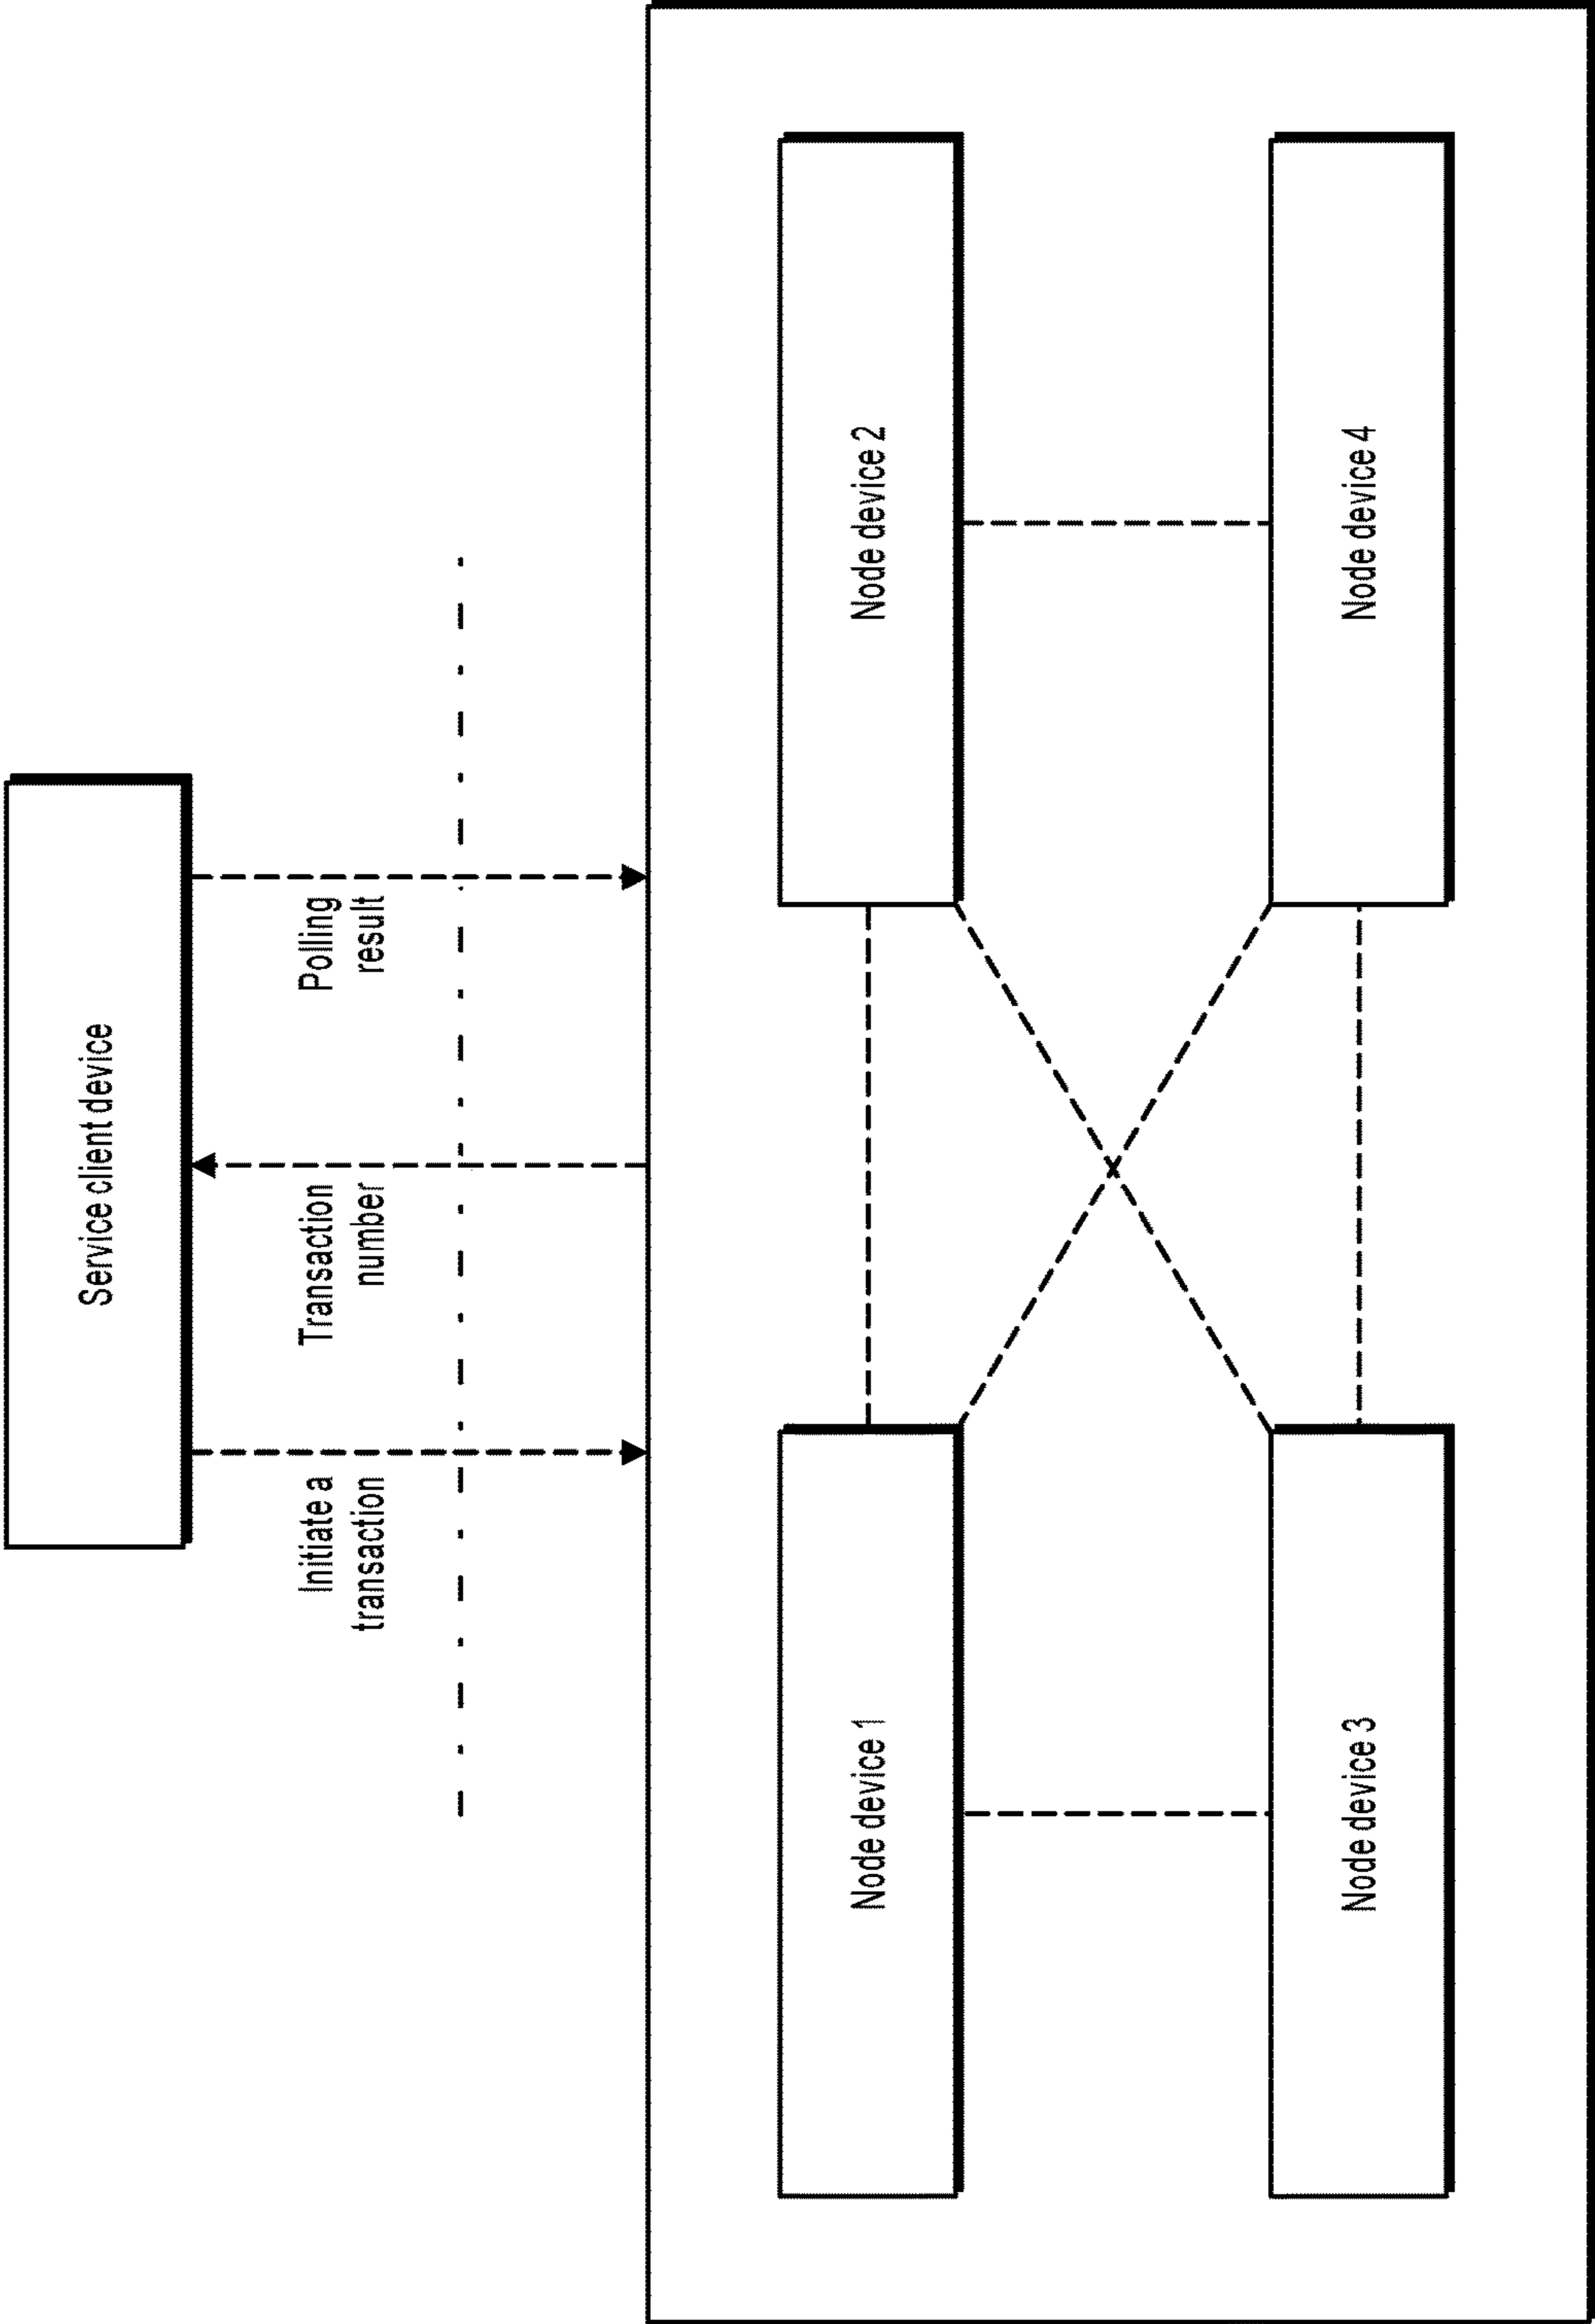 Service client device
Initiate a
transaction
Transaction
number
Polling
result
Node device 1
Node device 2
Node device 3
Node device 4